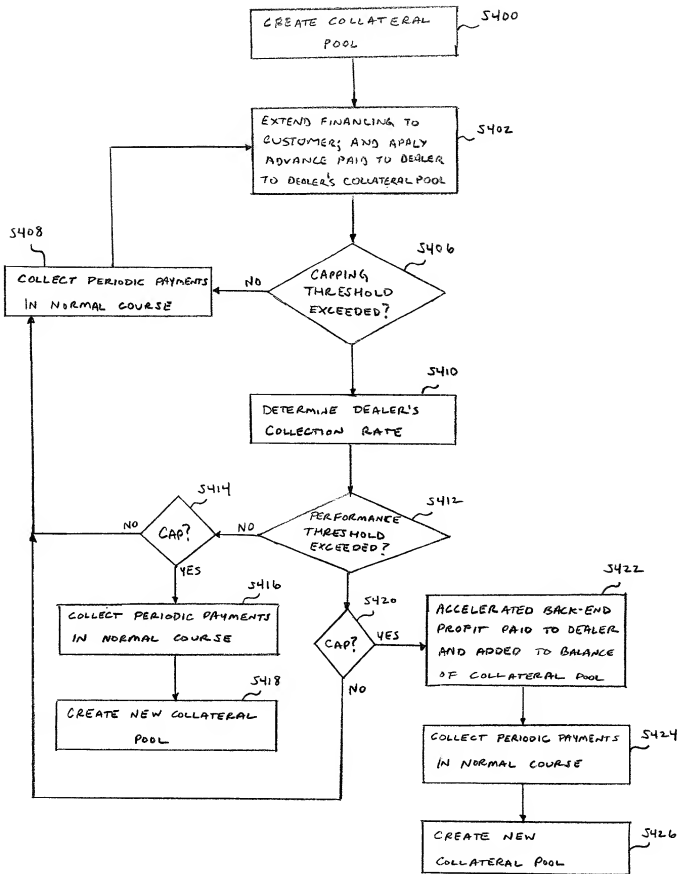 CREATE COLLATERAL
POOL
S400
EXTEND FINANCING TO
CUSTOMER; AND APPLY
ADVANCE PAID TO DEALER
TO DEALER'S COLLATERAL POOL
S402
S408
COLLECT PERIODIC PAYMENTS
IN NORMAL COURSE
NO
CAPPING
THRESHOLD
EXCEEDED?
S406
DETERMINE DEALER'S
COLLECTION RATE
S410
PERFORMANCE
THRESHOLD
EXCEEDED?
S412
NO
CAP?
S414
NO
YES
COLLECT PERIODIC PAYMENTS
IN NORMAL COURSE
S416
CREATE NEW COLLATERAL
POOL
S418
CAP?
S420
YES
NO
ACCELERATED BACK-END
PROFIT PAID TO DEALER
AND ADDED TO BALANCE
OF COLLATERAL POOL
S422
COLLECT PERIODIC PAYMENTS
IN NORMAL COURSE
S424
CREATE NEW
COLLATERAL POOL
S426